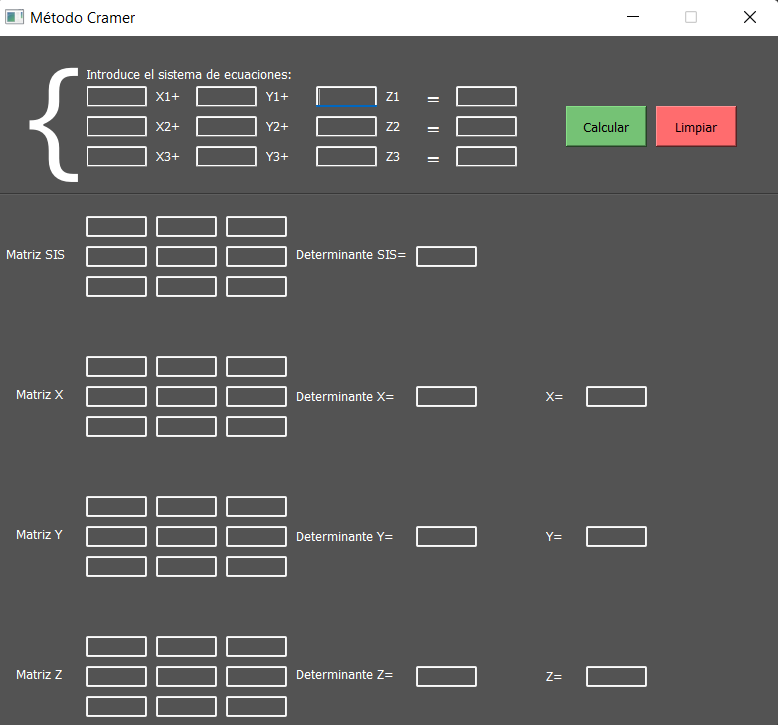 Método Cramer
Introduce el sistema de ecuaciones:
X1+ Y1+ Z1 =
X2+ Y2+ Z2 =
X3+ Y3+ Z3 =
Calcular Limpiar
Matriz SIS Determinante SIS=
Matriz X Determinante X= X=
Matriz Y Determinante Y= Y=
Matriz Z Determinante Z= Z=